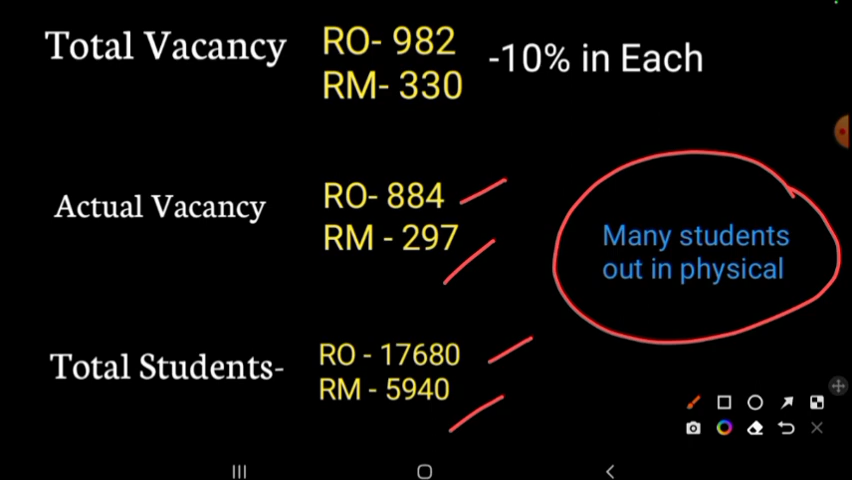 Total Vacancy RO- 982 -10% in Each
RM- 330
Actual Vacancy RO- 884
RM - 297
Many students
out in physical
Total Students- RO - 17680
RM - 5940